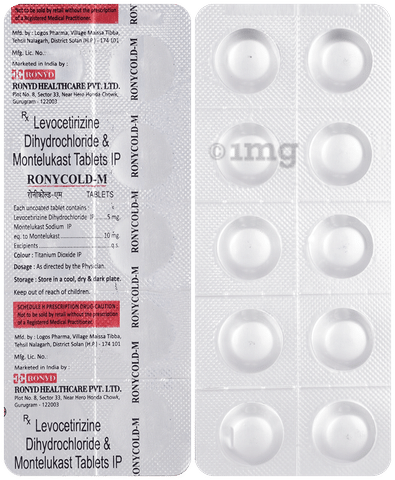 Not to be sold by retail without the prescription
of a Registered Medical Practitioner.
Mfd. by : Logos Pharma, Village Maissa Tibba,
Tehsil Nalagarh, District Solan (H.P.) - 174 101
Mfg. Lic. No.:
Marketed in India by :
RONYD
RONYD HEALTHCARE PVT. LTD.
Plot No. 8, Sector 33, Near Hero Honda Chowk,
Gurugram - 122003
Rx Levocetirizine
Dihydrochloride &
Montelukast Tablets IP
RONYCOLD-M
रोनीकोल्ड-एम TABLETS
Each uncoated tablet contains :
Levocetirizine Dihydrochloride IP.....5 mg.
Montelukast Sodium IP
eq. to Montelukast ......10 mg.
Excipients ......q.s.
Colour : Titanium Dioxide IP
Dosage : As directed by the Physician.
Storage : Store in a cool, dry & dark plate.
Keep out of reach of children.
SCHEDULE H PRESCRIPTION DRUG-CAUTION
Not to be sold by retail without the prescription
of a Registered Medical Practitioner.
Mfd. by : Logos Pharma, Village Maissa Tibba,
Tehsil Nalagarh, District Solan (H.P.) - 174 101
Mfg. Lic. No.:
Marketed in India by :
RONYD
RONYD HEALTHCARE PVT. LTD.
Plot No. 8, Sector 33, Near Hero Honda Chowk,
Gurugram - 122003
Rx Levocetirizine
Dihydrochloride &
Montelukast Tablets IP
RONYCOLD-M
RONYCOLD-M
RONYCOLD-M
RONYCOLD-M
1mg